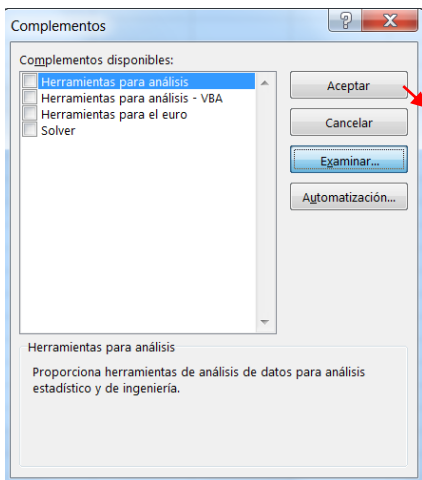 Complementos
Complementos disponibles:
Herramientas para análisis
Herramientas para análisis - VBA
Herramientas para el euro
Solver
Aceptar
Cancelar
Examinar...
Automatización...
Herramientas para análisis
Proporciona herramientas de análisis de datos para análisis
estadístico y de ingeniería.